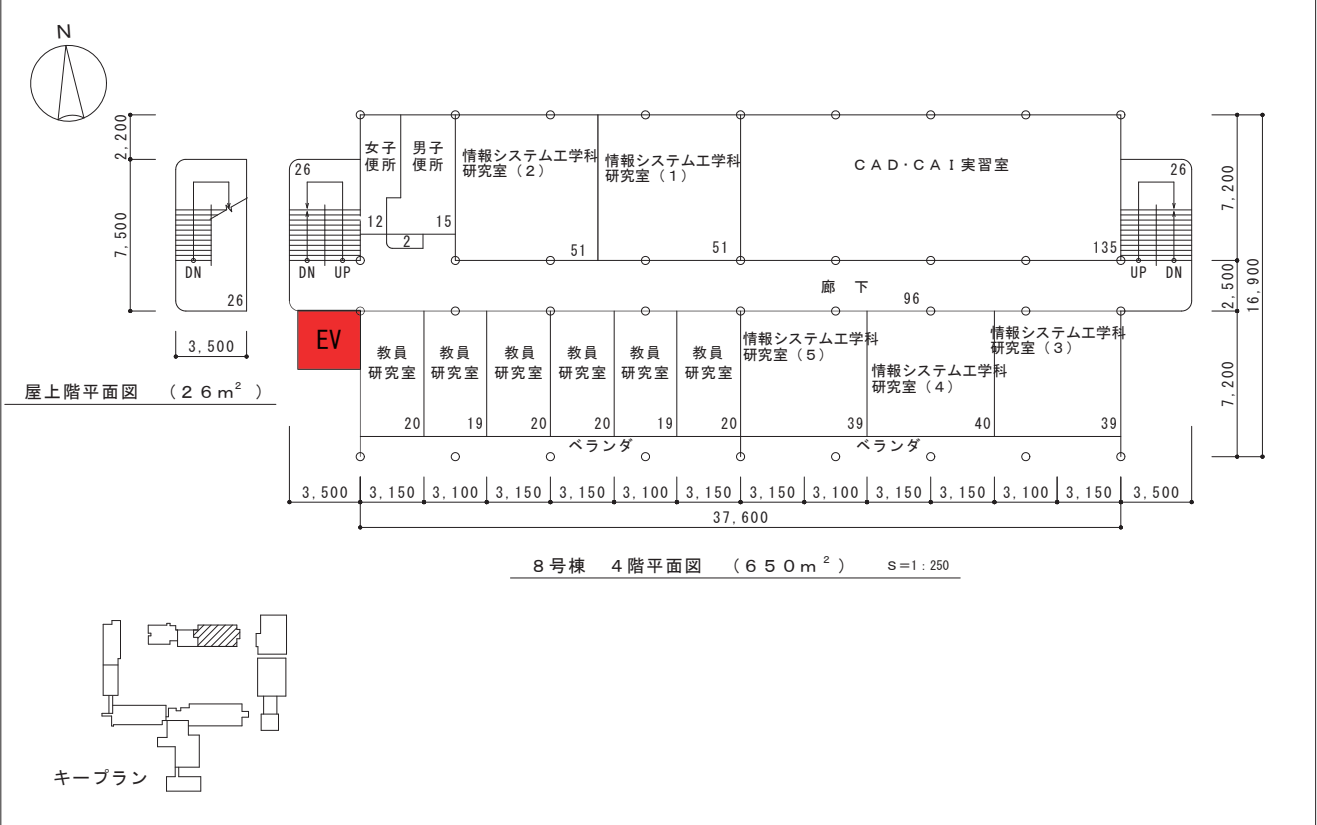 N
2,200
7,500
DN
26
3,500
屋上階平面図 (26m²)
26
DN UP
女子
便所
男子
便所
12
15
2
情報システム工学科
研究室(2)
51
情報システム工学科
研究室(1)
51
CAD・CAI実習室
135
26
UP DN
廊 下
96
EV
教員
研究室
20
教員
研究室
19
教員
研究室
20
教員
研究室
20
教員
研究室
19
教員
研究室
20
情報システム工学科
研究室(5)
39
情報システム工学科
研究室(4)
40
情報システム工学科
研究室(3)
39
ベランダ
ベランダ
7,200
2,500
7,200
16,900
3,500 3,150 3,100 3,150 3,150 3,100 3,150 3,150 3,100 3,150 3,150 3,100 3,150 3,500
37,600
8号棟 4階平面図 (650m²) S=1:250
キープラン